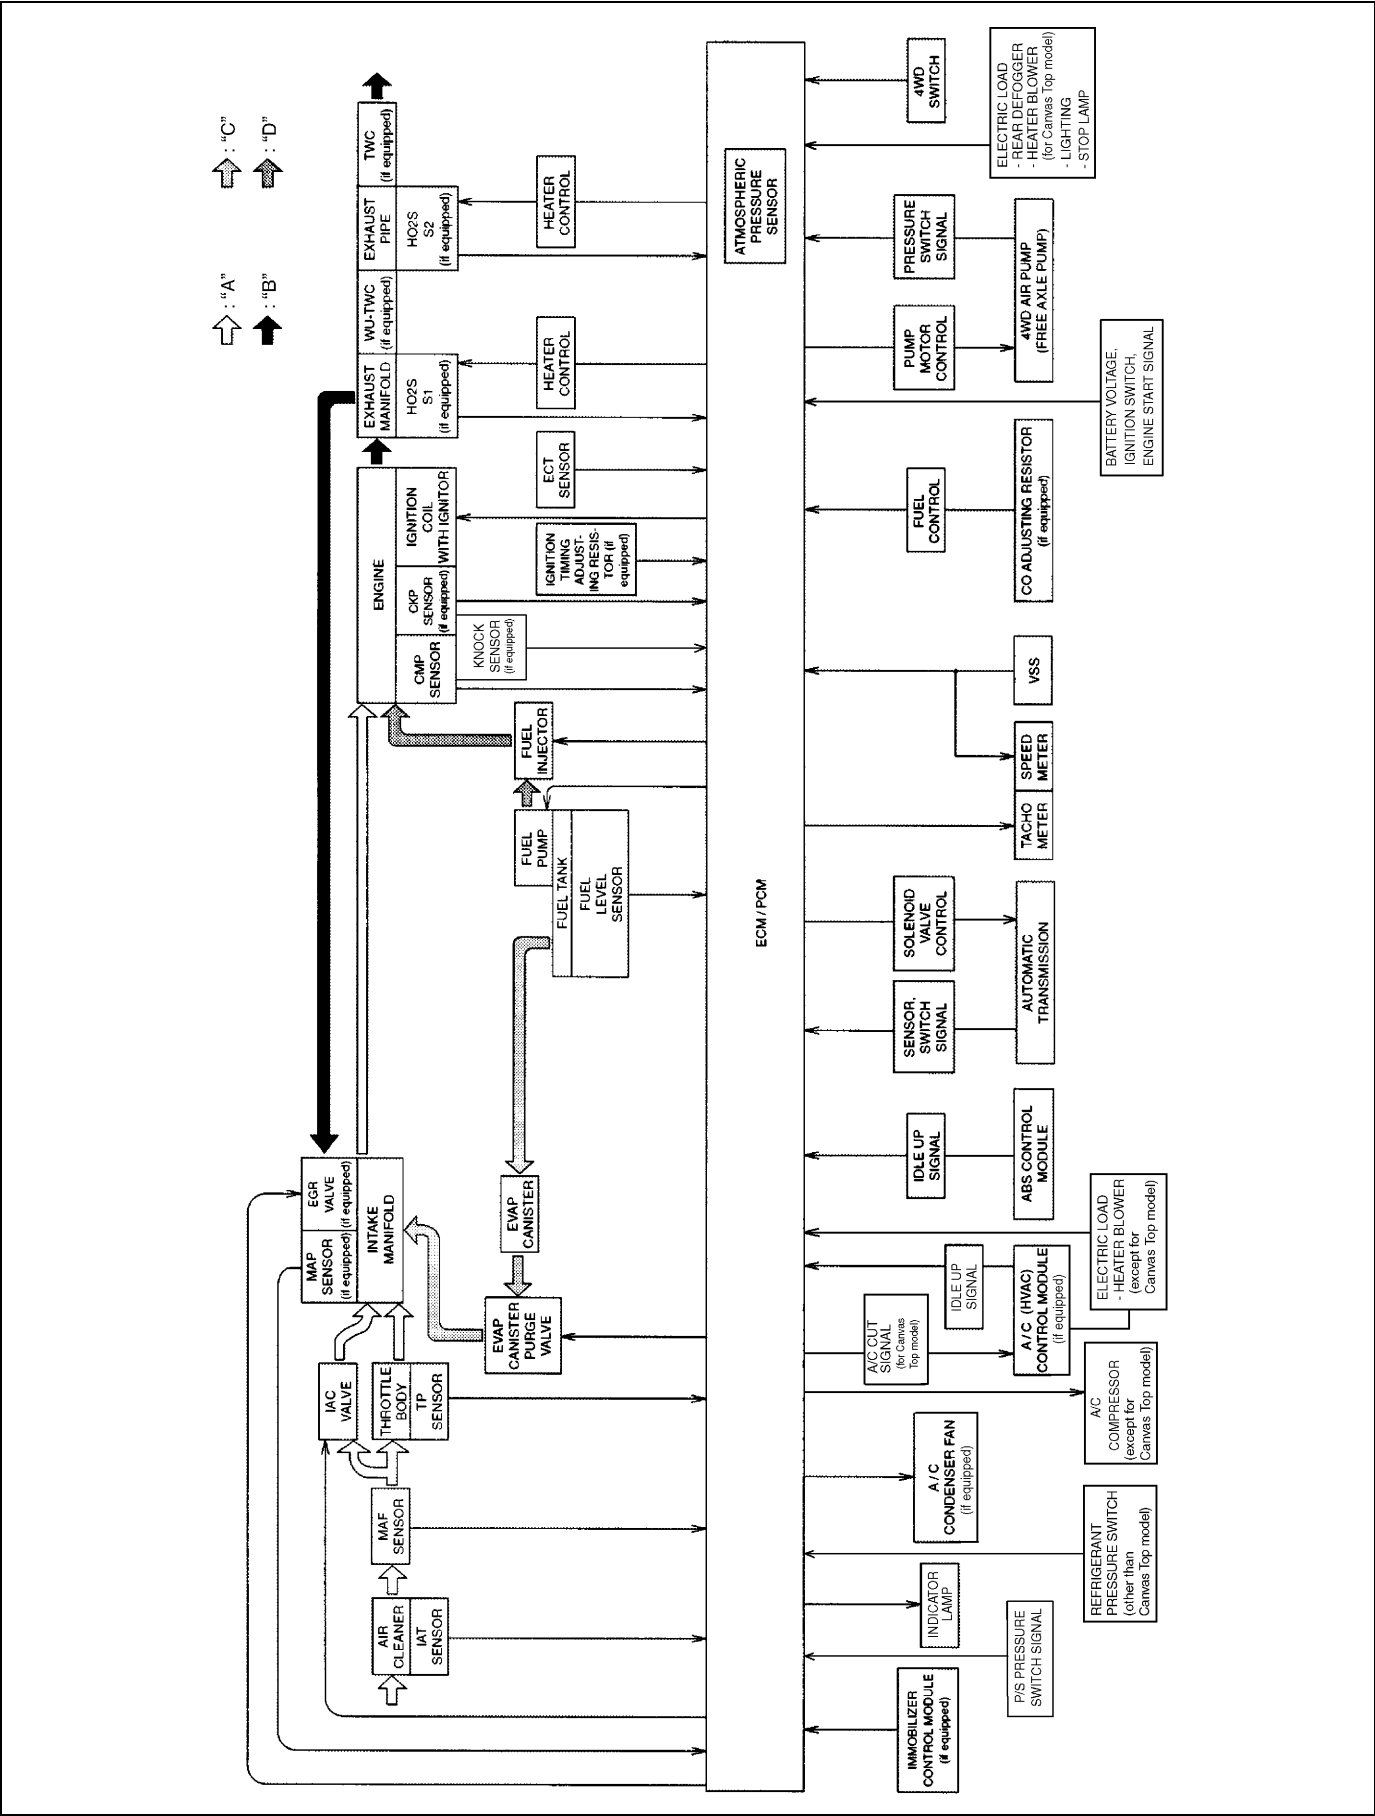 : “A”
: “C”
: “B”
: “D”
EGR
VALVE
(if equipped)
MAP
SENSOR
(if equipped)
INTAKE
MANIFOLD
IAC
VALVE
THROTTLE
BODY
TP
SENSOR
MAF
SENSOR
AIR
CLEANER
IAT
SENSOR
ENGINE
CMP
SENSOR
CKP
SENSOR
(if equipped)
IGNITION
COIL
WITH IGNITOR
KNOCK
SENSOR
(if equipped)
EXHAUST
MANIFOLD
HO2S
S1
(if equipped)
WU-TWC
(if equipped)
EXHAUST
PIPE
HO2S
S2
(if equipped)
TWC
(if equipped)
EVAP
CANISTER
PURGE
VALVE
EVAP
CANISTER
FUEL
PUMP
FUEL TANK
FUEL
LEVEL
SENSOR
FUEL
INJECTOR
IGNITION
TIMING
ADJUST-
ING RESIS-
TOR (if
equipped)
ECT
SENSOR
HEATER
CONTROL
HEATER
CONTROL
ECM / PCM
ATMOSPHERIC
PRESSURE
SENSOR
IMMOBILIZER
CONTROL MODULE
(if equipped)
P/S PRESSURE
SWITCH SIGNAL
INDICATOR
LAMP
REFRIGERANT
PRESSURE SWITCH
(other than
Canvas Top model)
A / C
CONDENSER FAN
(if equipped)
A/C
COMPRESSOR
(except for
Canvas Top model)
A/C CUT
SIGNAL
(for Canvas
Top model)
IDLE UP
SIGNAL
A / C (HVAC)
CONTROL MODULE
(if equipped)
ELECTRIC LOAD
- HEATER BLOWER
(except for
Canvas Top model)
IDLE UP
SIGNAL
ABS CONTROL
MODULE
SENSOR,
SWITCH
SIGNAL
SOLENOID
VALVE
CONTROL
AUTOMATIC
TRANSMISSION
TACHO
METER
SPEED
METER
VSS
FUEL
CONTROL
CO ADJUSTING RESISTOR
(if equipped)
BATTERY VOLTAGE,
IGNITION SWITCH,
ENGINE START SIGNAL
PUMP
MOTOR
CONTROL
PRESSURE
SWITCH
SIGNAL
4WD AIR PUMP
(FREE AXLE PUMP)
4WD
SWITCH
ELECTRIC LOAD
- REAR DEFOGGER
- HEATER BLOWER
(for Canvas Top model)
- LIGHTING
- STOP LAMP